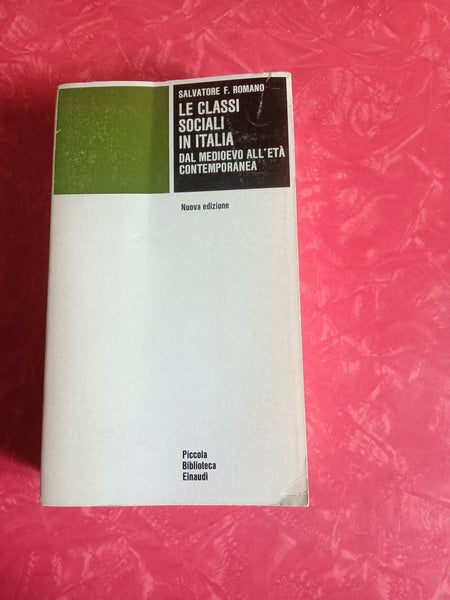 SALVATORE F. ROMANO
LE CLASSI
SOCIALI
IN ITALIA
DAL MEDIOEVO ALL'ETÀ
CONTEMPORANEA
Nuova edizione
Piccola
Biblioteca
Einaudi